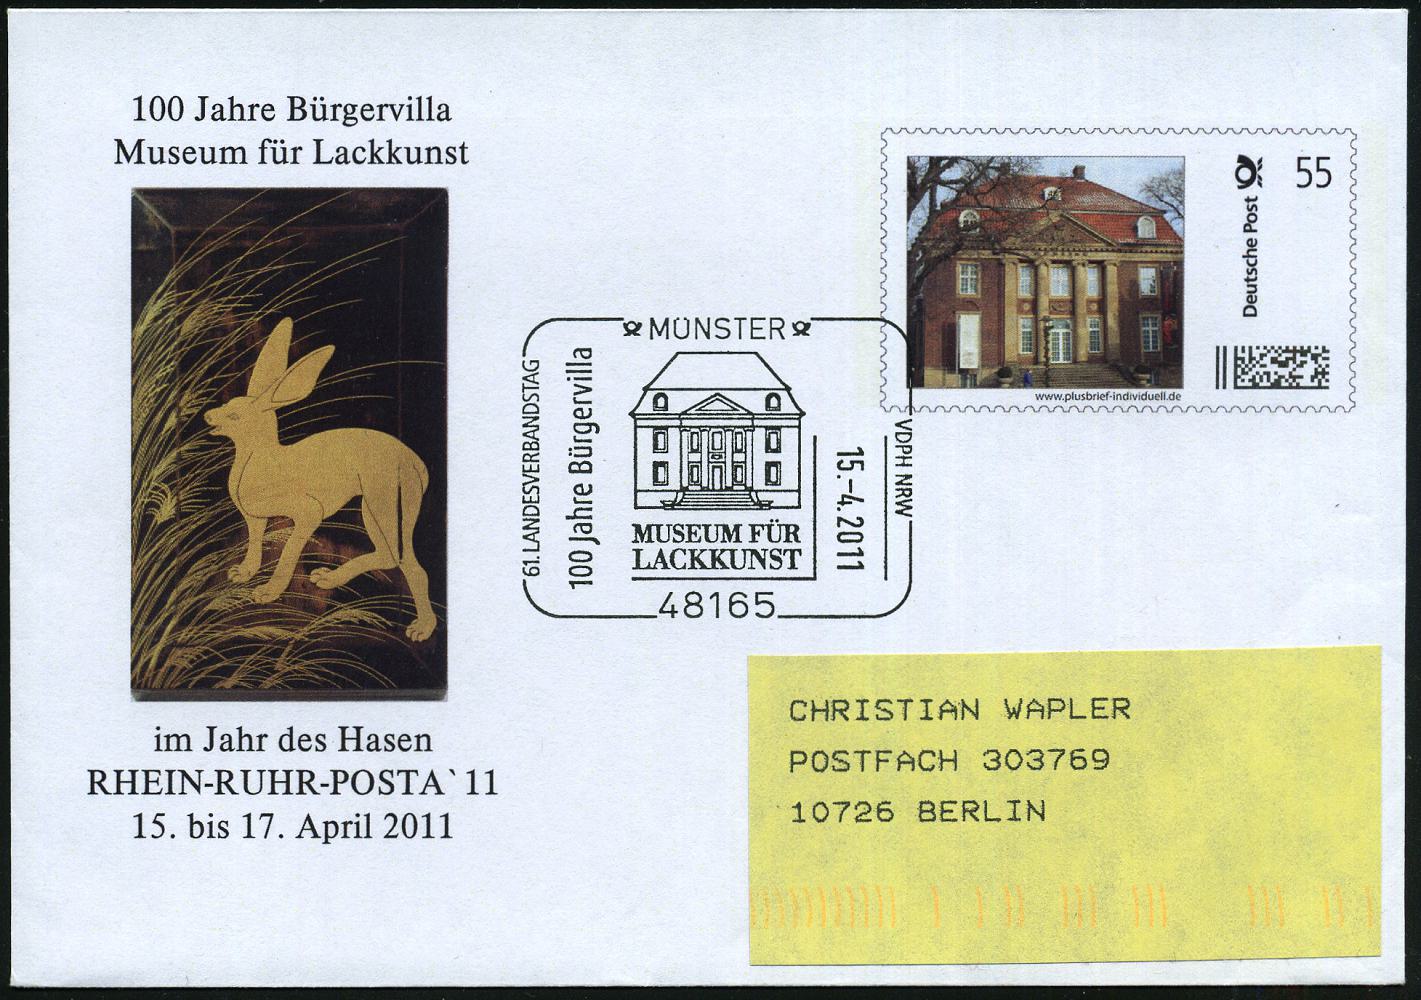 100 Jahre Bürgervilla
Museum für Lackkunst
im Jahr des Hasen
RHEIN-RUHR-POSTA`11
15. bis 17. April 2011
Deutsche Post
55
www.plusbrief-individuell.de
MÜNSTER
61. LANDESVERBANDSTAG
100 Jahre Bürgervilla
MUSEUM FÜR
LACKKUNST
15.-4.2011
VDPH NRW
48165
CHRISTIAN WAPLER
POSTFACH 303769
10726 BERLIN